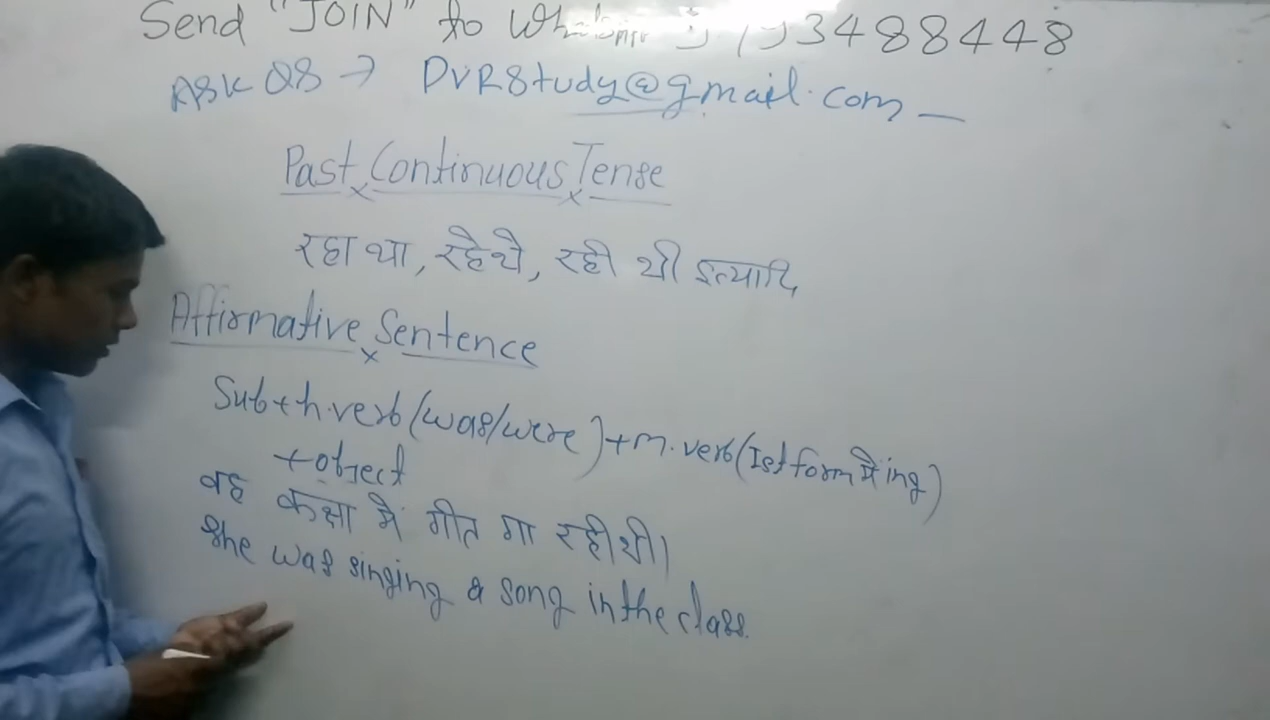 Send "JOIN" to 3488448
Ask QS → DVRStudy@gmail.com
Past Continuous Tense
रहा था, रहे थे, रही थी इत्यादि
Affirmative Sentence
Sub+h.verb(was/were)+m.verb(Ist form में ing)
+object
वह कक्षा में गीत गा रही थी।
She was singing a song in the class.